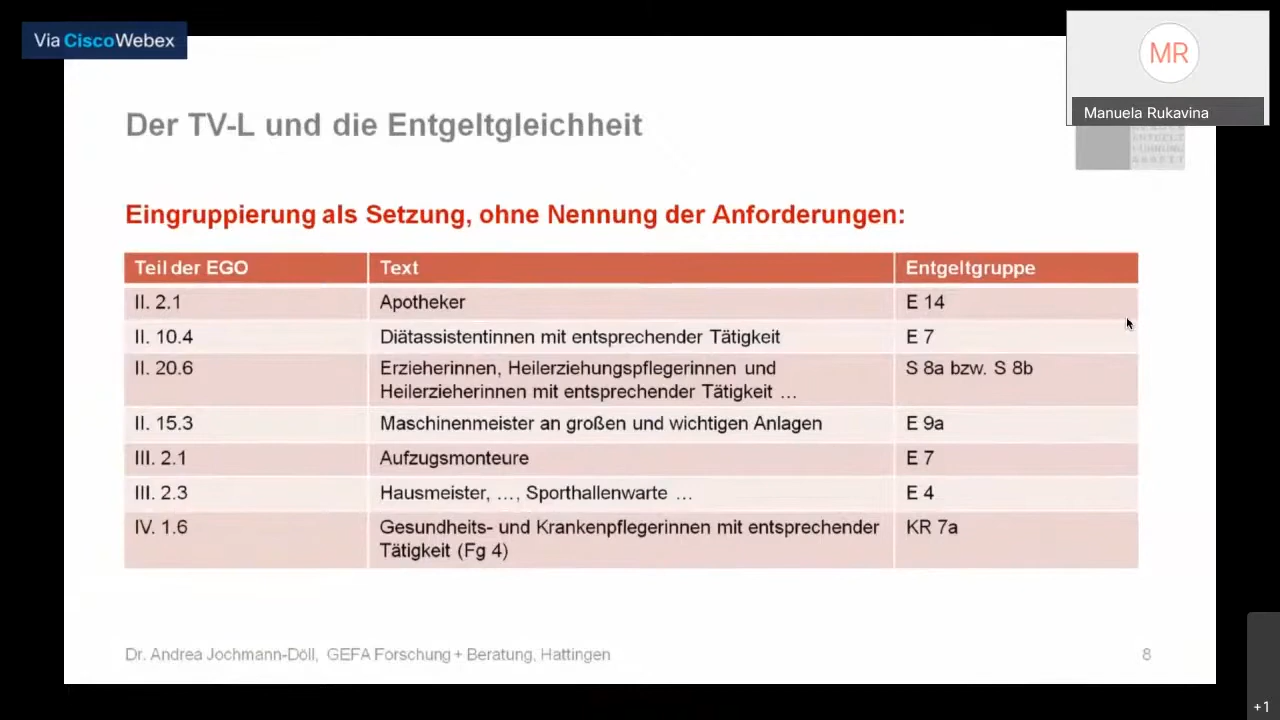 Via CiscoWebex
MR
Manuela Rukavina
Der TV-L und die Entgeltgleichheit
Eingruppierung als Setzung, ohne Nennung der Anforderungen:
Teil der EGO Text Entgeltgruppe
II. 2.1 Apotheker E 14
II. 10.4 Diätassistentinnen mit entsprechender Tätigkeit E 7
II. 20.6 Erzieherinnen, Heilerziehungspflegerinnen und S 8a bzw. S 8b
Heilerzieherinnen mit entsprechender Tätigkeit …
II. 15.3 Maschinenmeister an großen und wichtigen Anlagen E 9a
III. 2.1 Aufzugsmonteure E 7
III. 2.3 Hausmeister, …, Sporthallenwarte … E 4
IV. 1.6 Gesundheits- und Krankenpflegerinnen mit entsprechender KR 7a
Tätigkeit (Fg 4)
Dr. Andrea Jochmann-Döll, GEFA Forschung + Beratung, Hattingen 8
+1